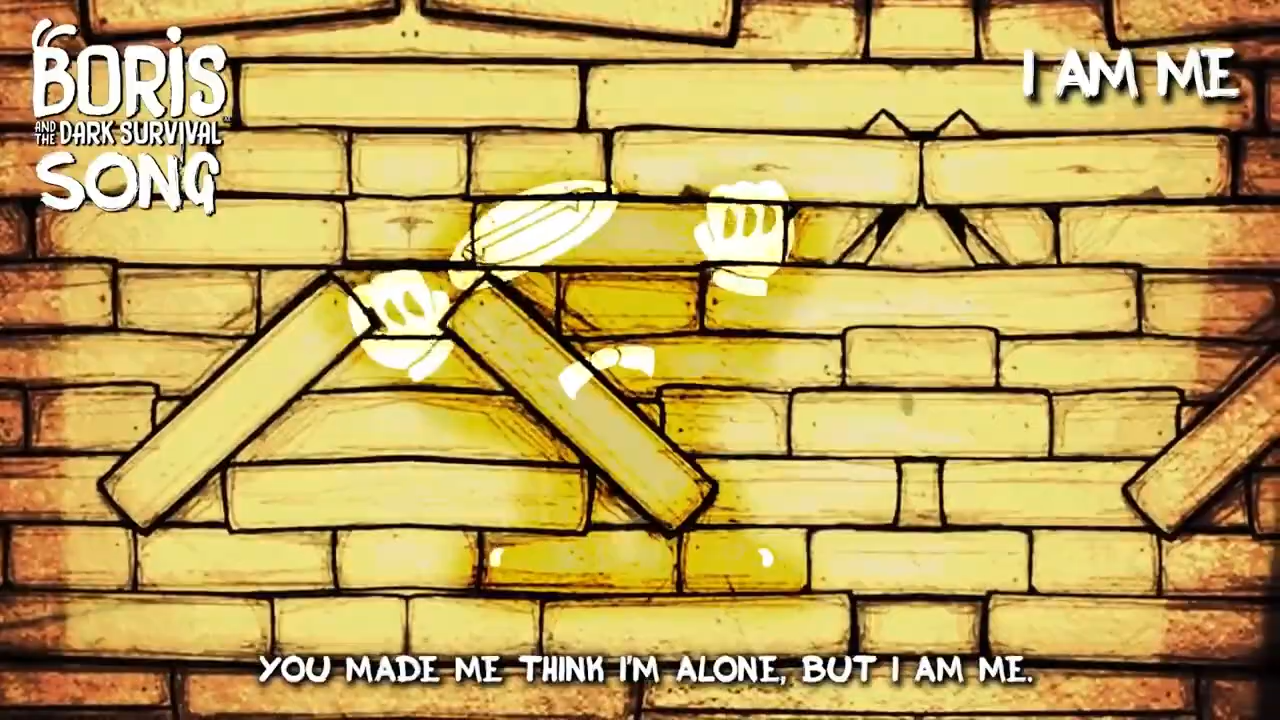 BORIS
AND THE DARK SURVIVAL
SONG
I AM ME
YOU MADE ME THINK I'M ALONE, BUT I AM ME.